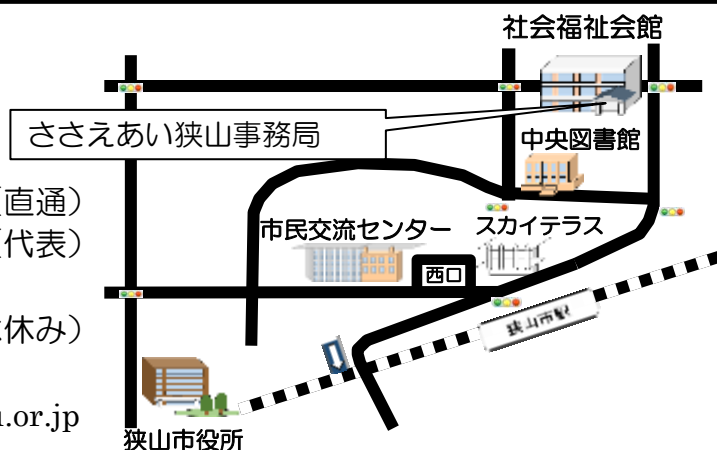 社会福祉会館
ささえあい狭山事務局
中央図書館
直通）
代表）
市民交流センター
スカイテラス
西口
狭山市駅
休み）
.or.jp
狭山市役所